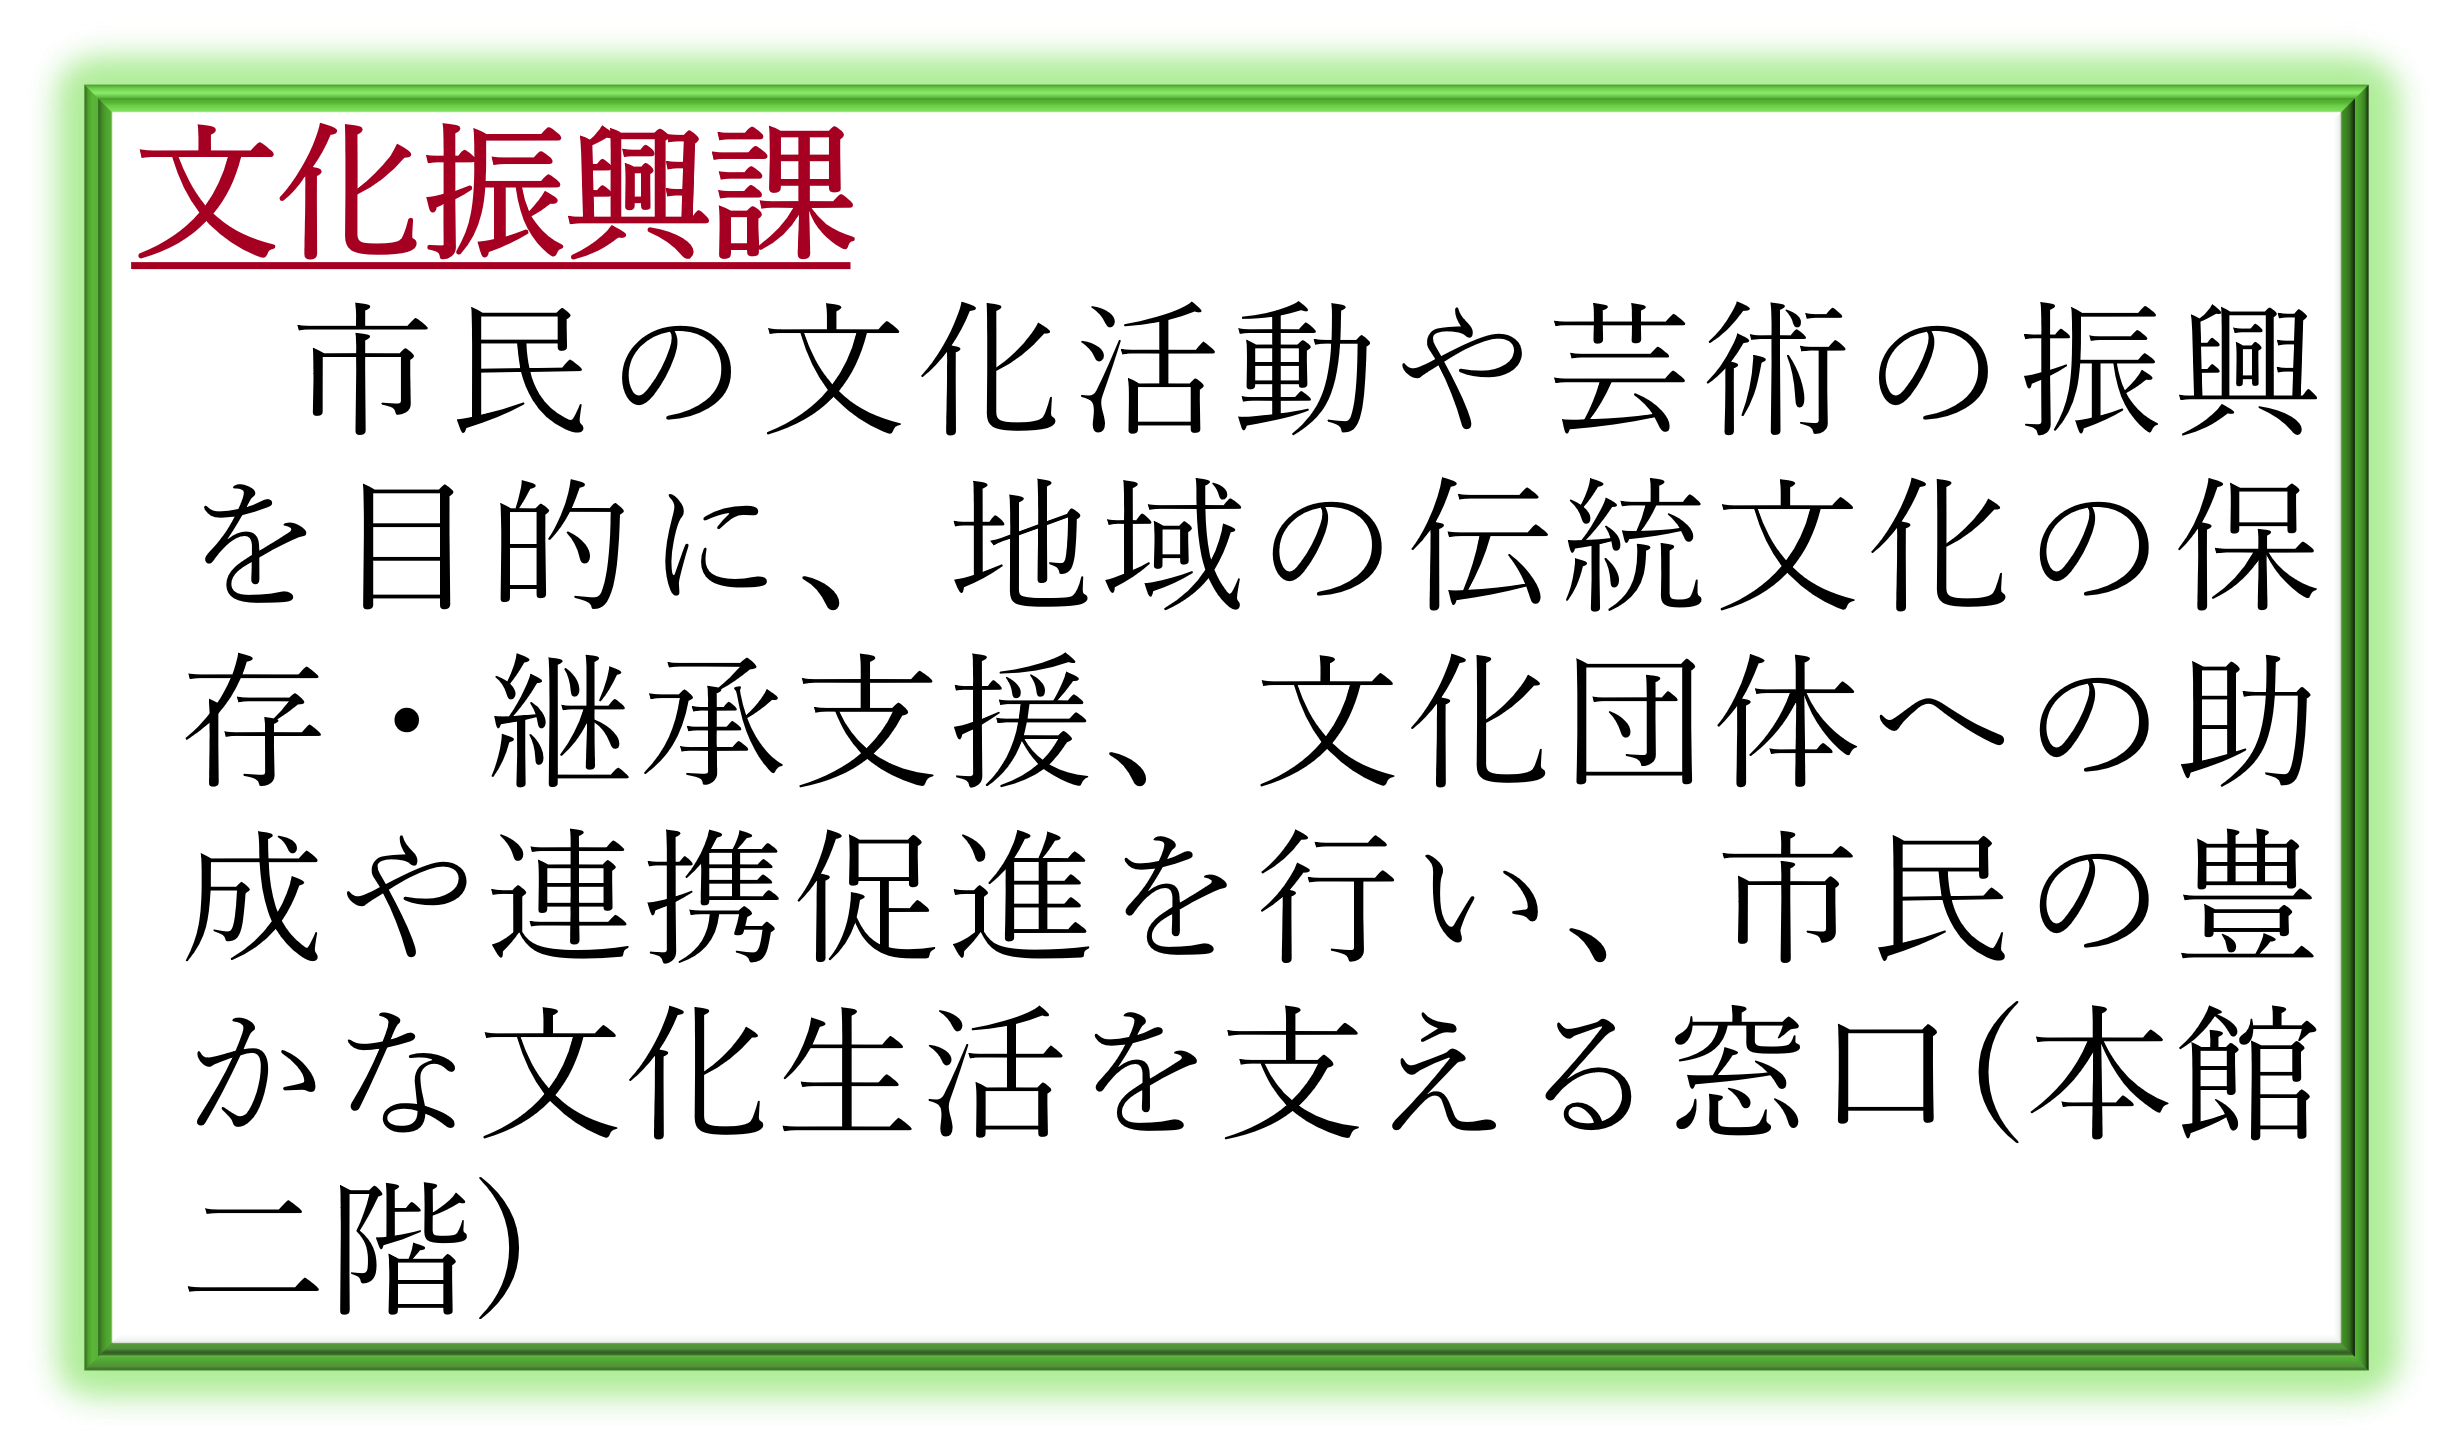 文化振興課
市民の文化活動や芸術の振興
を目的に、地域の伝統文化の保
存・継承支援、文化団体への助
成や連携促進を行い、市民の豊
かな文化生活を支える窓口(本館
二階)